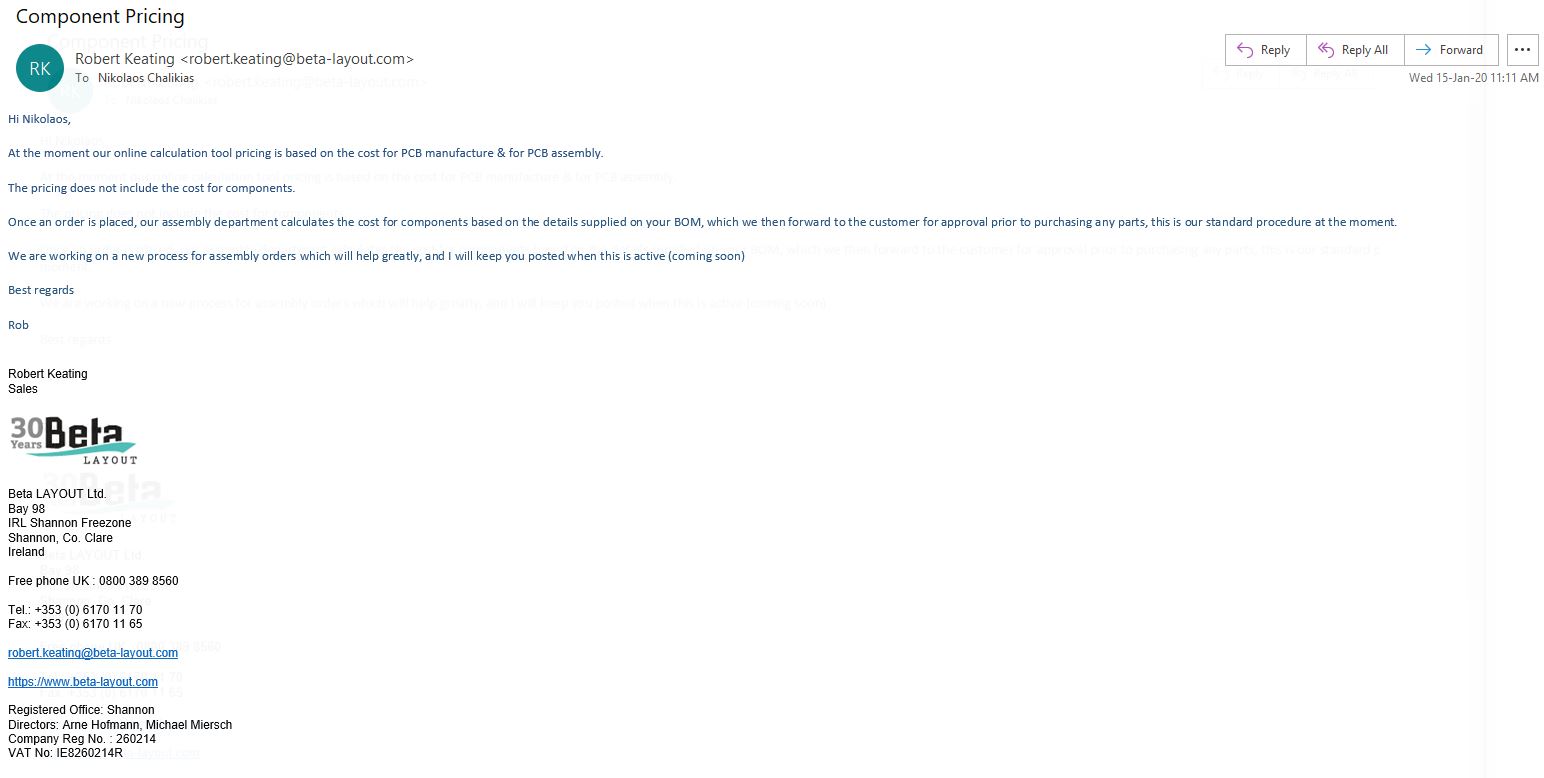 Component Pricing
RK
Robert Keating <robert.keating@beta-layout.com>
To Nikolaos Chalikias
Reply
Reply All
Forward
Wed 15-Jan-20 11:11 AM
Hi Nikolaos,
At the moment our online calculation tool pricing is based on the cost for PCB manufacture & for PCB assembly.
The pricing does not include the cost for components.
Once an order is placed, our assembly department calculates the cost for components based on the details supplied on your BOM, which we then forward to the customer for approval prior to purchasing any parts, this is our standard procedure at the moment.
We are working on a new process for assembly orders which will help greatly, and I will keep you posted when this is active (coming soon)
Best regards
Rob
Robert Keating
Sales
30 Years Beta
LAYOUT
Beta LAYOUT Ltd.
Bay 98
IRL Shannon Freezone
Shannon, Co. Clare
Ireland
Free phone UK : 0800 389 8560
Tel.: +353 (0) 6170 11 70
Fax: +353 (0) 6170 11 65
robert.keating@beta-layout.com
https://www.beta-layout.com
Registered Office: Shannon
Directors: Arne Hofmann, Michael Miersch
Company Reg No. : 260214
VAT No: IE8260214R